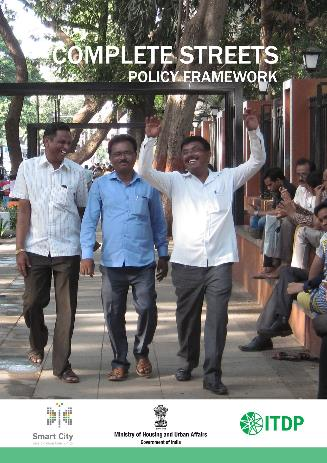 COMPLETE STREETS
POLICY FRAMEWORK
Smart City
Ministry of Housing and Urban Affairs
Government of India
ITDP